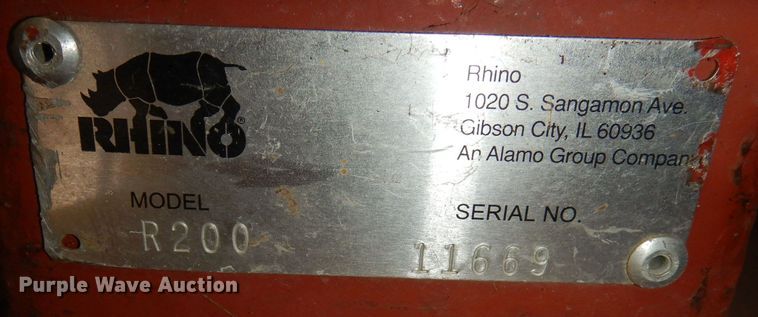 RHINO®
Rhino
1020 S. Sangamon Ave.
Gibson City, IL 60936
An Alamo Group Company
MODEL
R200
SERIAL NO.
11669
Purple Wave Auction®